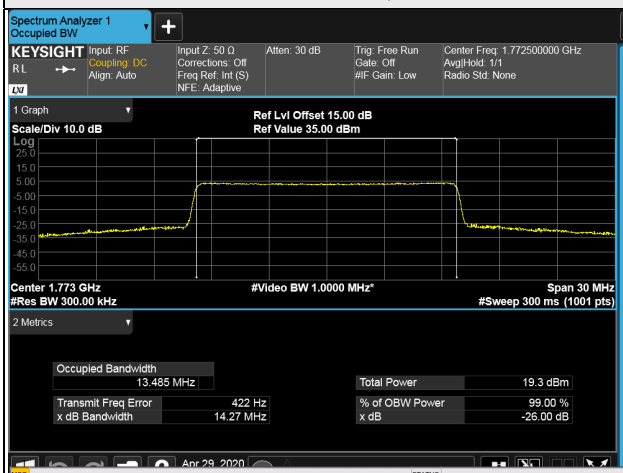 Spectrum Analyzer 1
Occupied BW
KEYSIGHT Input: RF Input Z: 50 Ω Atten: 30 dB Trig: Free Run Center Freq: 1.772500000 GHz
RL Coupling: DC Corrections: Off Gate: Off Avg|Hold: 1/1
Align: Auto Freq Ref: Int (S) #IF Gain: Low Radio Std: None
LXI NFE: Adaptive
1 Graph
Ref Lvl Offset 15.00 dB
Scale/Div 10.0 dB Ref Value 35.00 dBm
Log
25.0
15.0
5.00
-5.00
-15.0
-25.0
-35.0
-45.0
-55.0
Center 1.773 GHz #Video BW 1.0000 MHz* Span 30 MHz
#Res BW 300.00 kHz #Sweep 300 ms (1001 pts)
2 Metrics
Occupied Bandwidth
13.485 MHz Total Power 19.3 dBm
Transmit Freq Error 422 Hz % of OBW Power 99.00 %
x dB Bandwidth 14.27 MHz x dB -26.00 dB
Apr 29, 2020